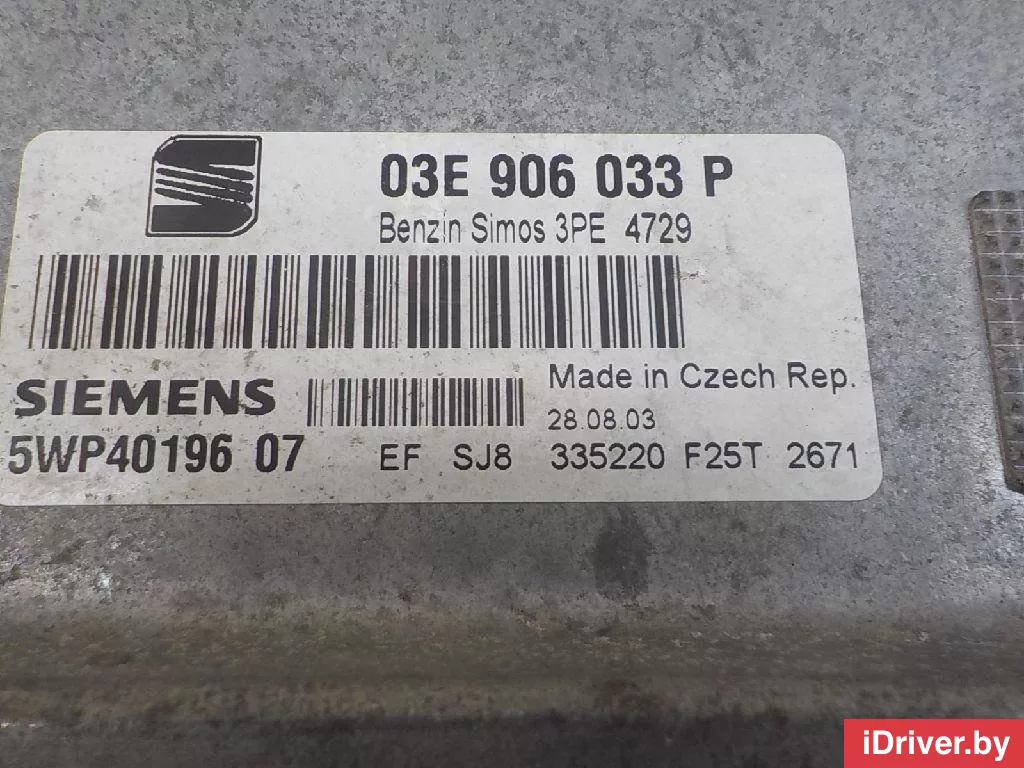 03E 906 033 P
Benzin Simos 3PE 4729
SIEMENS
Made in Czech Rep.
28.08.03
5WP40196 07 EF SJ8 335220 F25T 2671
iDriver.by